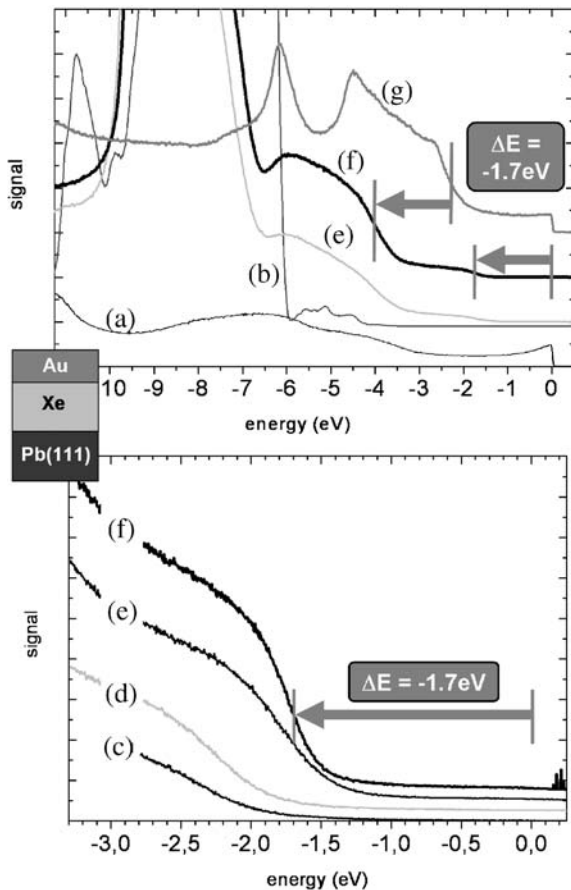 signal
(g)
ΔE =
-1.7eV
(f)
(e)
(b)
(a)
10 -9 -8 -7 -6 -5 -4 -3 -2 -1 0
energy (eV)
Au
Xe
Pb(111)
signal
(f)
(e)
ΔE = -1.7eV
(d)
(c)
-3,0 -2,5 -2,0 -1,5 -1,0 -0,5 0,0
energy (eV)